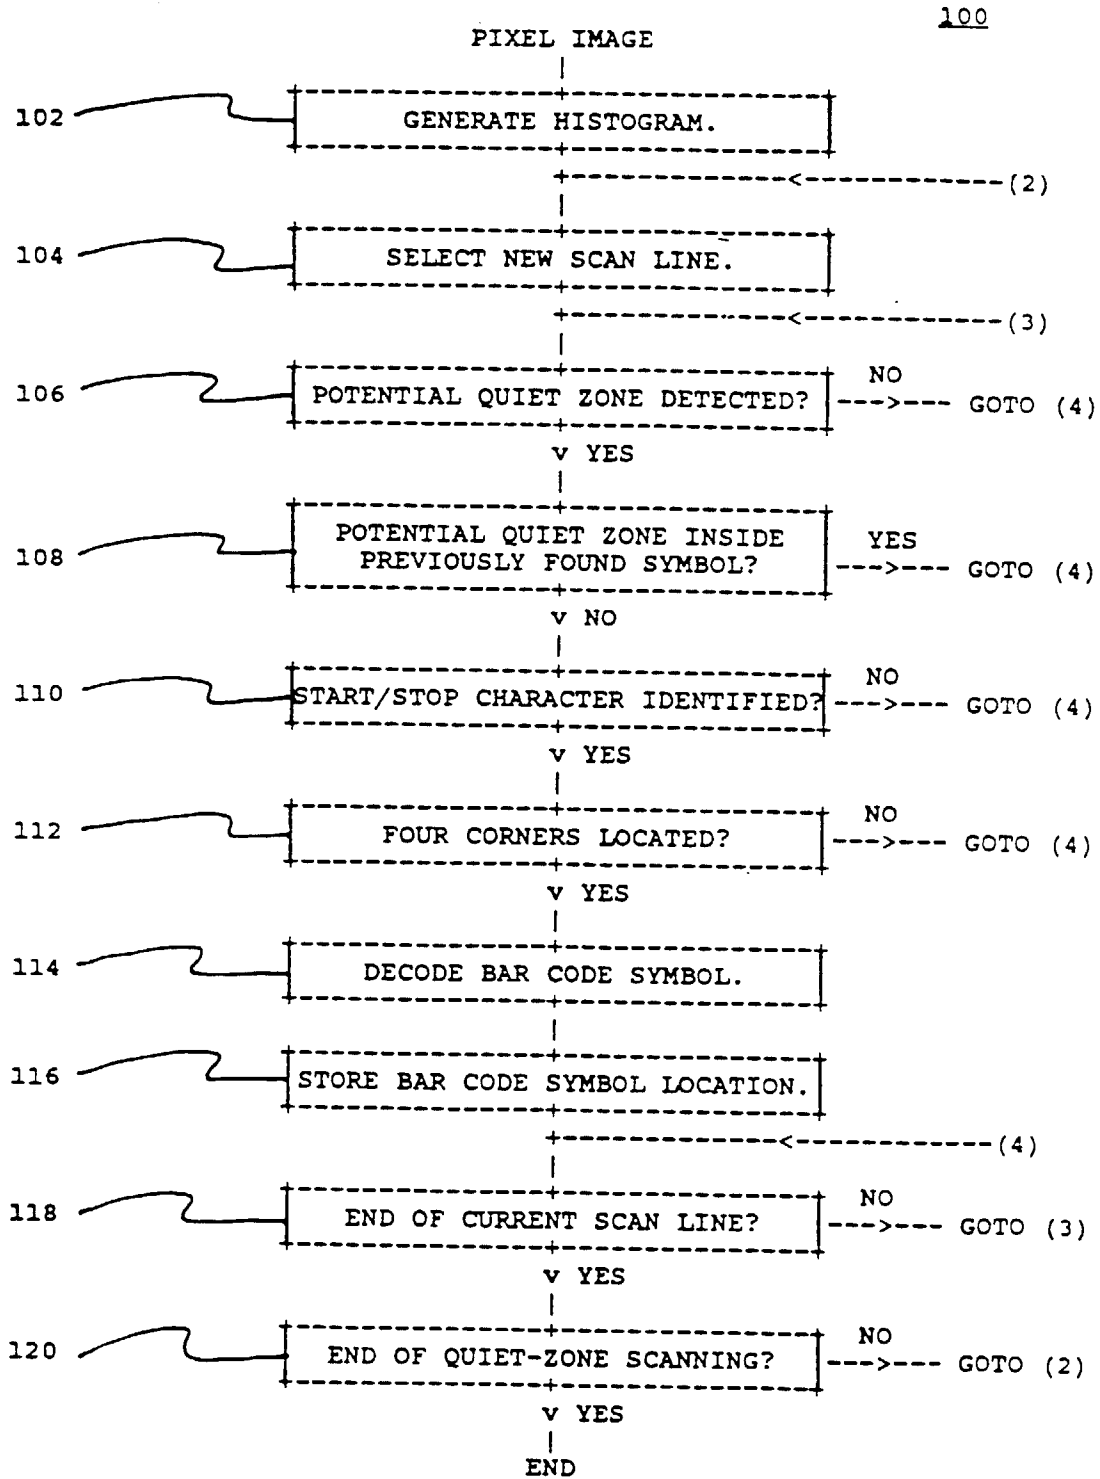 100
PIXEL IMAGE
102 GENERATE HISTOGRAM.
(2)
104 SELECT NEW SCAN LINE.
(3)
NO
106 POTENTIAL QUIET ZONE DETECTED? GOTO (4)
v YES
108 POTENTIAL QUIET ZONE INSIDE YES
PREVIOUSLY FOUND SYMBOL? GOTO (4)
v NO
NO
110 START/STOP CHARACTER IDENTIFIED? GOTO (4)
v YES
NO
112 FOUR CORNERS LOCATED? GOTO (4)
v YES
114 DECODE BAR CODE SYMBOL.
116 STORE BAR CODE SYMBOL LOCATION.
(4)
NO
118 END OF CURRENT SCAN LINE? GOTO (3)
v YES
NO
120 END OF QUIET-ZONE SCANNING? GOTO (2)
v YES
END